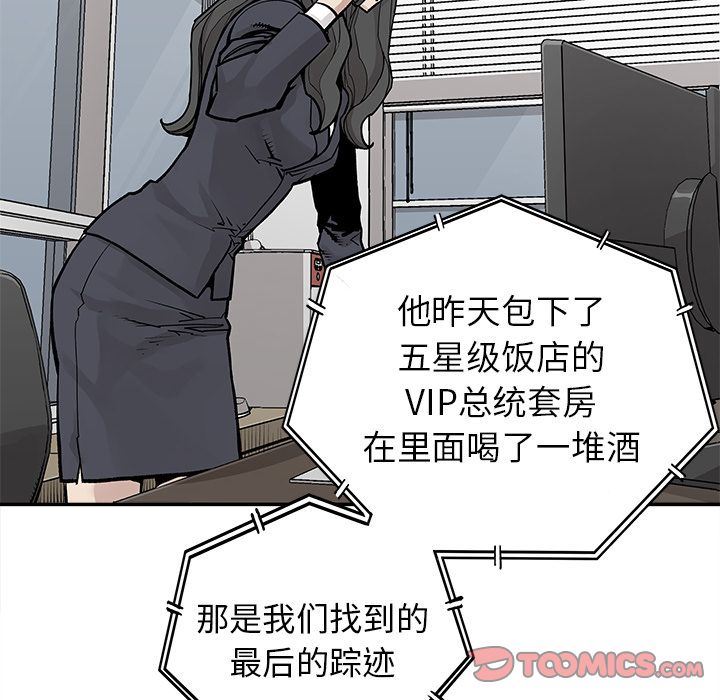 他昨天包下了
五星级饭店的
VIP总统套房
在里面喝了一堆酒
那是我们找到的
最后的踪迹
TOOMICS.COM